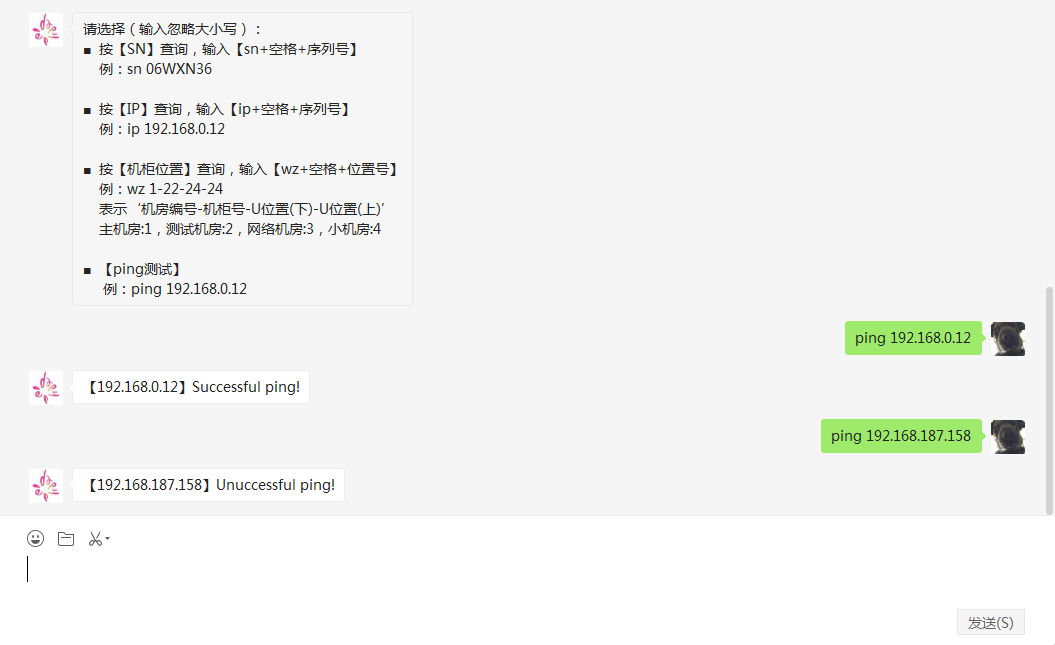 请选择（输入忽略大小写）：
■ 按【SN】查询，输入【sn+空格+序列号】
例：sn 06WXN36
■ 按【IP】查询，输入【ip+空格+序列号】
例：ip 192.168.0.12
■ 按【机柜位置】查询，输入【wz+空格+位置号】
例：wz 1-22-24-24
表示‘机房编号-机柜号-U位置(下)-U位置(上)’
主机房:1，测试机房:2，网络机房:3，小机房:4
■ 【ping测试】
例：ping 192.168.0.12
ping 192.168.0.12
【192.168.0.12】Successful ping!
ping 192.168.187.158
【192.168.187.158】Unuccessful ping!
发送(S)